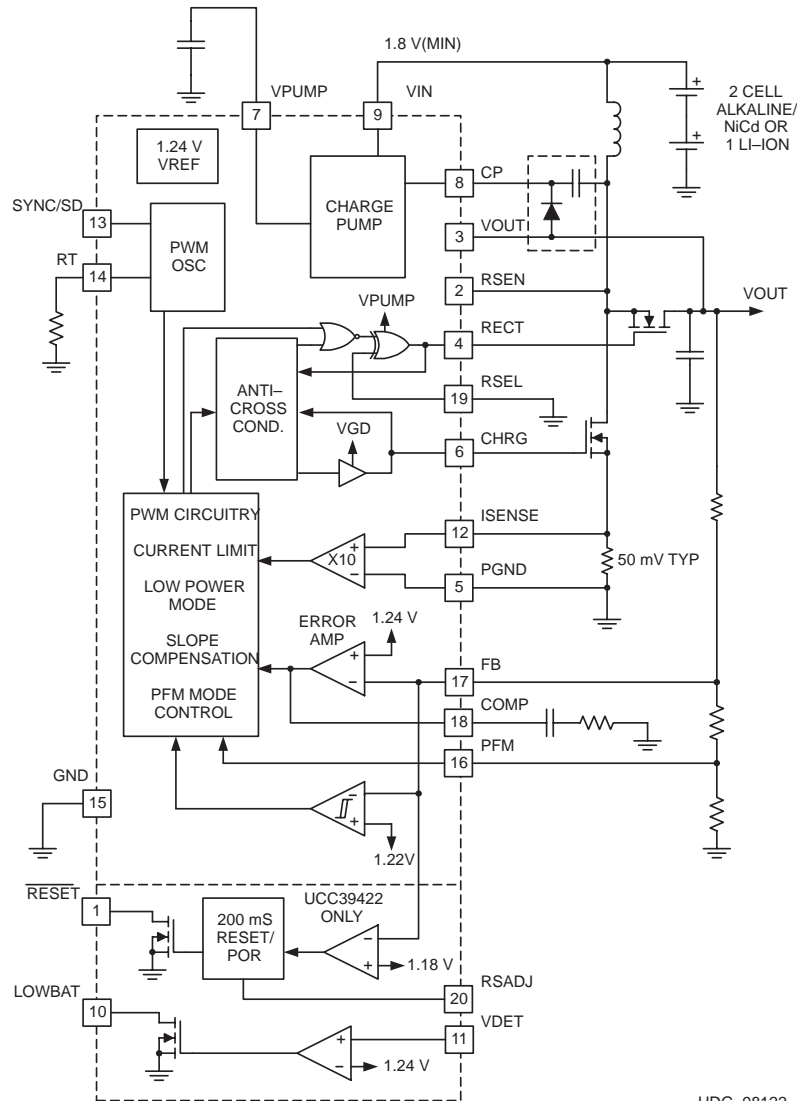 1.8 V(MIN)
VPUMP
VIN
7
9
2 CELL
ALKALINE/
NiCd OR
1 LI–ION
+
+
1.24 V
VREF
CHARGE
PUMP
8
CP
SYNC/SD
13
PWM
OSC
3
VOUT
RT
14
2
RSEN
VOUT
VPUMP
4
RECT
ANTI–
CROSS
COND.
19
RSEL
VGD
6
CHRG
PWM CIRCUITRY
CURRENT LIMIT
LOW POWER
MODE
SLOPE
COMPENSATION
PFM MODE
CONTROL
+
X10
–
12
ISENSE
50 mV TYP
5
PGND
ERROR
AMP
1.24 V
+
–
17
FB
18
COMP
16
PFM
GND
15
–
+
1.22V
RESET
1
200 mS
RESET/
POR
UCC39422
ONLY
–
+
1.18 V
20
RSADJ
LOWBAT
10
+
–
1.24 V
11
VDET